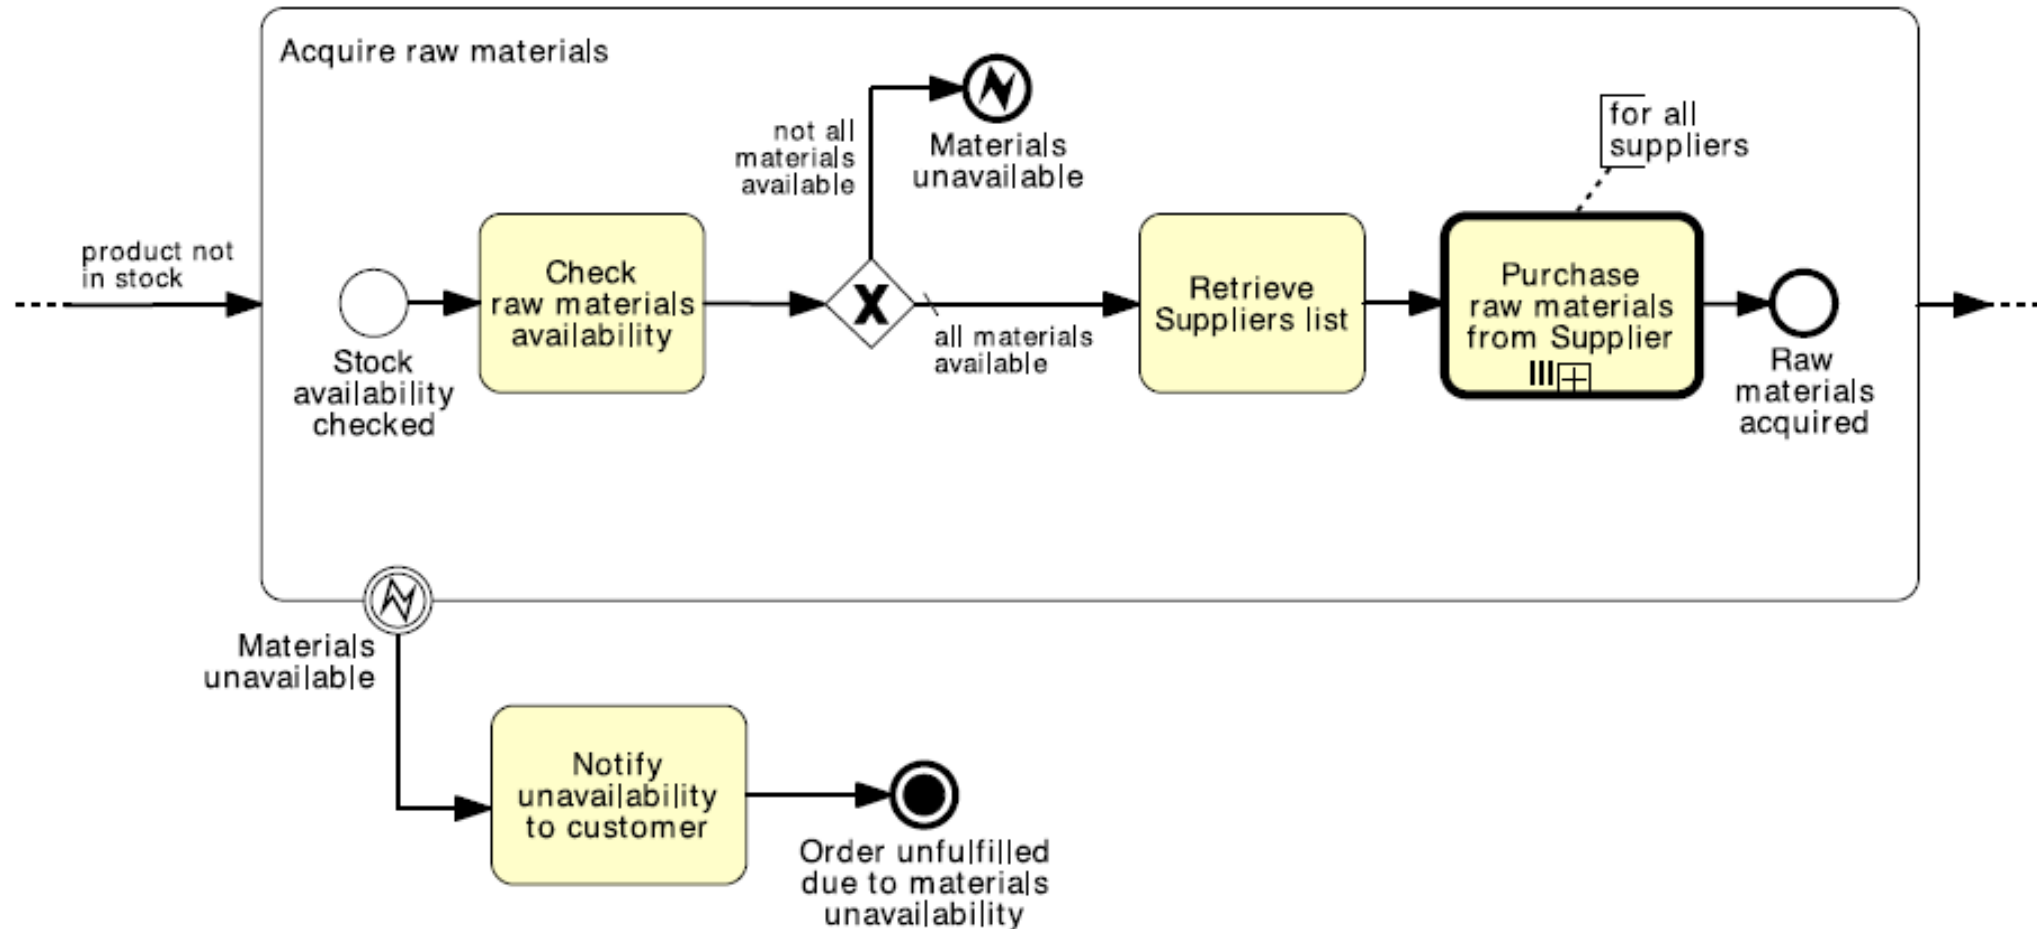 Acquire raw materials
not all
materials
available
Materials
unavailable
for all
suppliers
product not
in stock
Stock
availability
checked
Check
raw materials
availability
X
all materials
available
Retrieve
Suppliers list
Purchase
raw materials
from Supplier
Raw
materials
acquired
Materials
unavailable
Notify
unavailability
to customer
Order unfulfilled
due to materials
unavailability